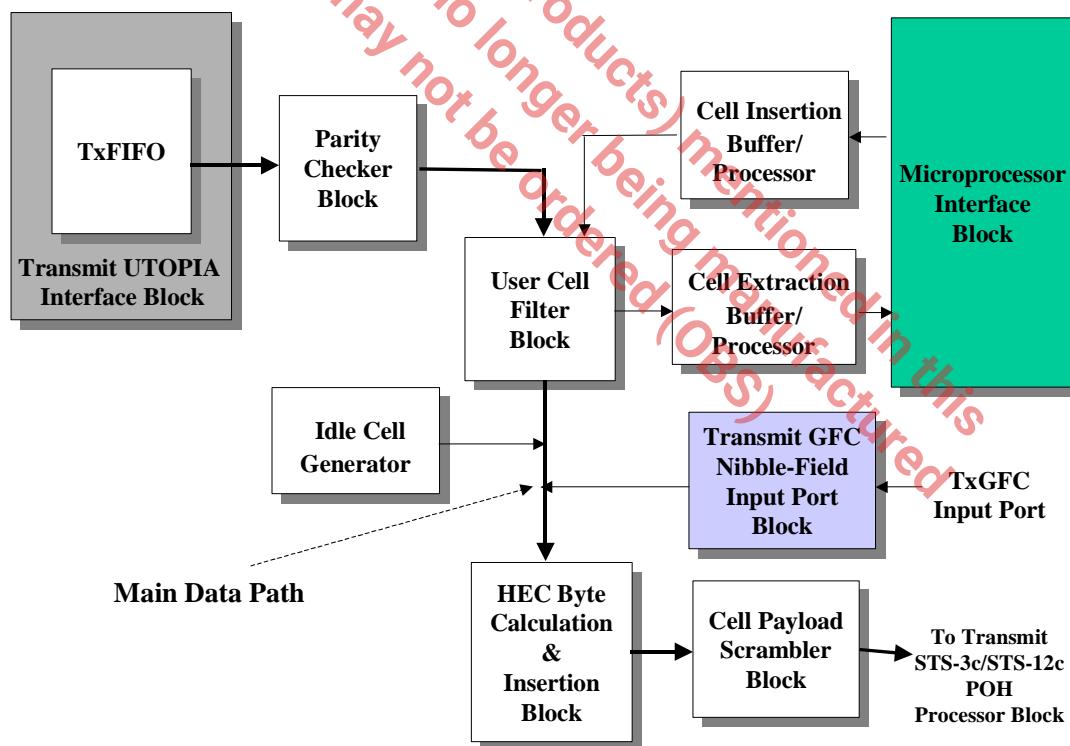 TxFIFO
Transmit UTOPIA
Interface Block
Parity
Checker
Block
Cell Insertion
Buffer/
Processor
Microprocessor
Interface
Block
User Cell
Filter
Block
Cell Extraction
Buffer/
Processor
Idle Cell
Generator
Transmit GFC
Nibble-Field
Input Port
Block
TxGFC
Input Port
Main Data Path
HEC Byte
Calculation
&
Insertion
Block
Cell Payload
Scrambler
Block
To Transmit
STS-3c/STS-12c
POH
Processor Block
products) mentioned in this
no longer being manufactured
may not be ordered (OBS)